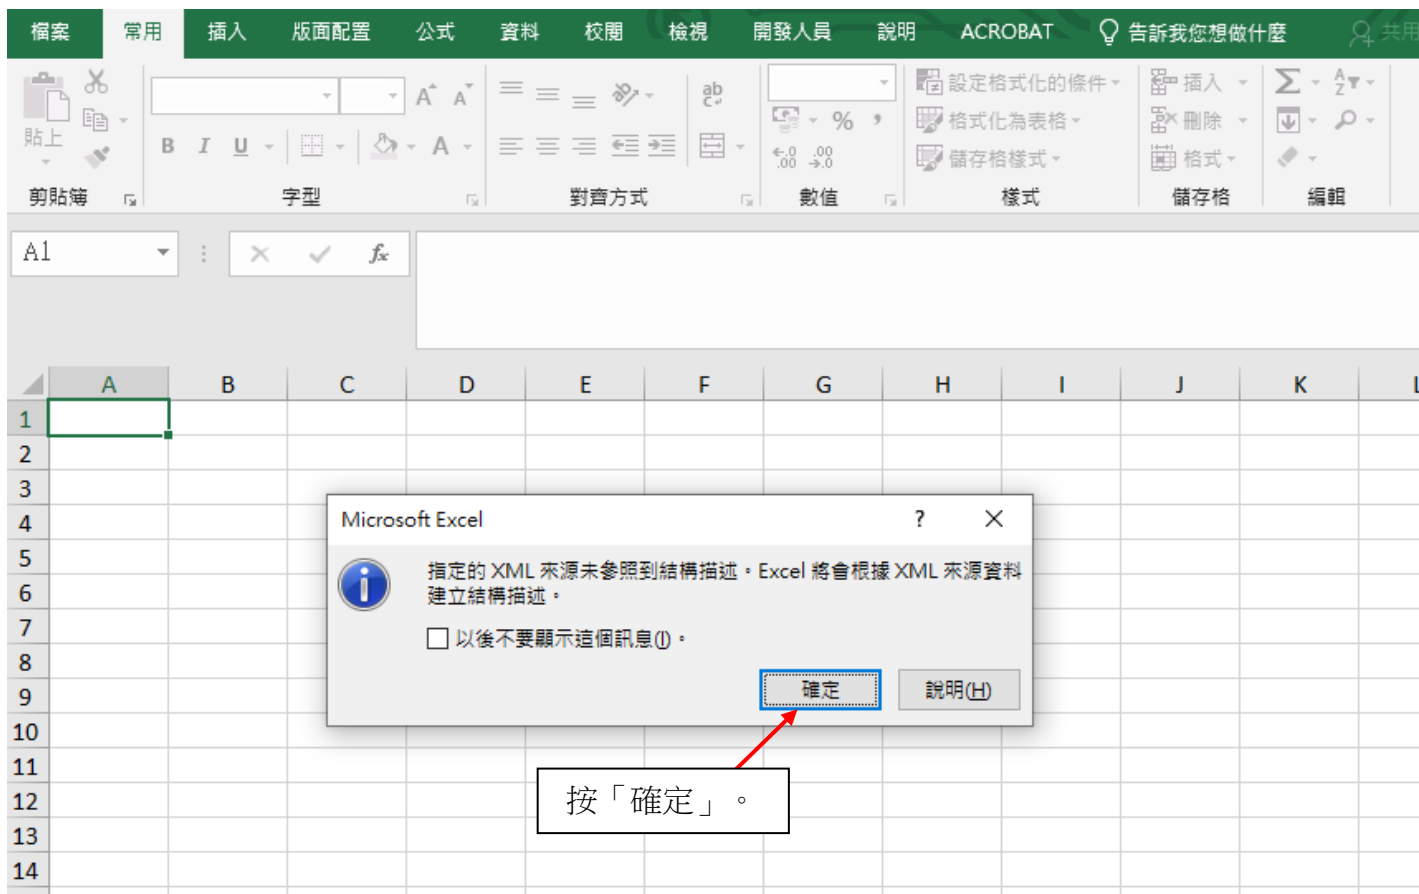 檔案 常用 插入 版面配置 公式 資料 校閱 檢視 開發人員 說明 ACROBAT 告訴我您想做什麼 共用
貼上
B I U A A A ab % , .00 .0
設定格式化的條件
格式化為表格
儲存格樣式
插入
刪除
格式
剪貼簿 字型 對齊方式 數值 樣式 儲存格 編輯
A1 fx
A B C D E F G H I J K L
1
2
3
4
5
6
7
8
9
10
11
12
13
14
Microsoft Excel ?
指定的 XML 來源未參照到結構描述。Excel 將會根據 XML 來源資料
建立結構描述。
以後不要顯示這個訊息(I)。
確定 說明(H)
按「確定」。